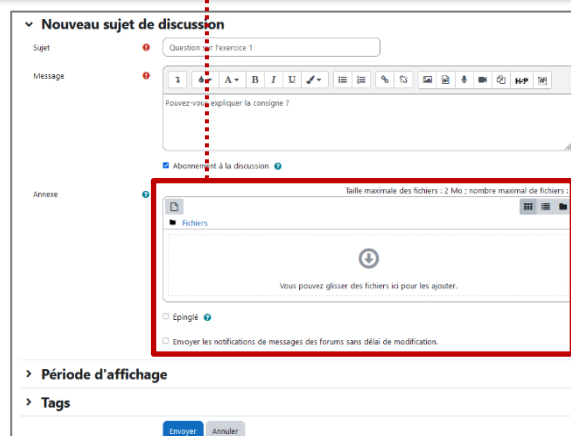 Nouveau sujet de discussion
Sujet
Question sur l'exercice 1
Message
A B I U H-P
Pouvez-vous expliquer la consigne ?
Abonnement à la discussion
Annexe
Taille maximale des fichiers : 2 Mo ; nombre maximal de fichiers :
Fichiers
Vous pouvez glisser des fichiers ici pour les ajouter.
Épinglé
Envoyer les notifications de messages des forums sans délai de modification.
Période d'affichage
Tags
Envoyer Annuler